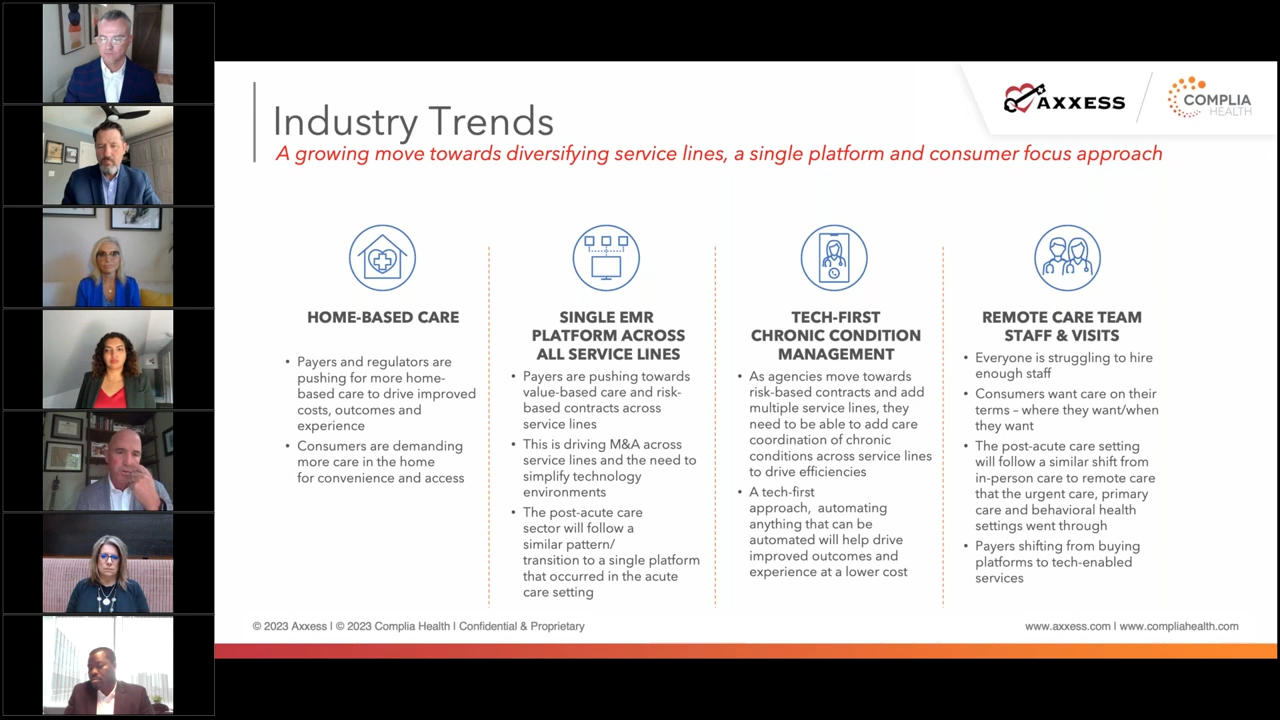 Industry Trends
A growing move towards diversifying service lines, a single platform and consumer focus approach
AXXESS
COMPLIA
HEALTH
HOME-BASED CARE
• Payers and regulators are
pushing for more home-
based care to drive improved
costs, outcomes and
experience
• Consumers are demanding
more care in the home
for convenience and access
SINGLE EMR
PLATFORM ACROSS
ALL SERVICE LINES
• Payers are pushing towards
value-based care and risk-
based contracts across
service lines
• This is driving M&A across
service lines and the need to
simplify technology
environments
• The post-acute care
sector will follow a
similar pattern/
transition to a single platform
that occurred in the acute
care setting
TECH-FIRST
CHRONIC CONDITION
MANAGEMENT
• As agencies move towards
risk-based contracts and add
multiple service lines, they
need to be able to add care
coordination of chronic
conditions across service lines
to drive efficiencies
• A tech-first
approach, automating
anything that can be
automated will help drive
improved outcomes and
experience at a lower cost
REMOTE CARE TEAM
STAFF & VISITS
• Everyone is struggling to hire
enough staff
• Consumers want care on their
terms – where they want/when
they want
• The post-acute care setting
will follow a similar shift from
in-person care to remote care
that the urgent care, primary
care and behavioral health
settings went through
• Payers shifting from buying
platforms to tech-enabled
services
© 2023 Axxess | © 2023 Complia Health | Confidential & Proprietary
www.axxess.com | www.compliahealth.com